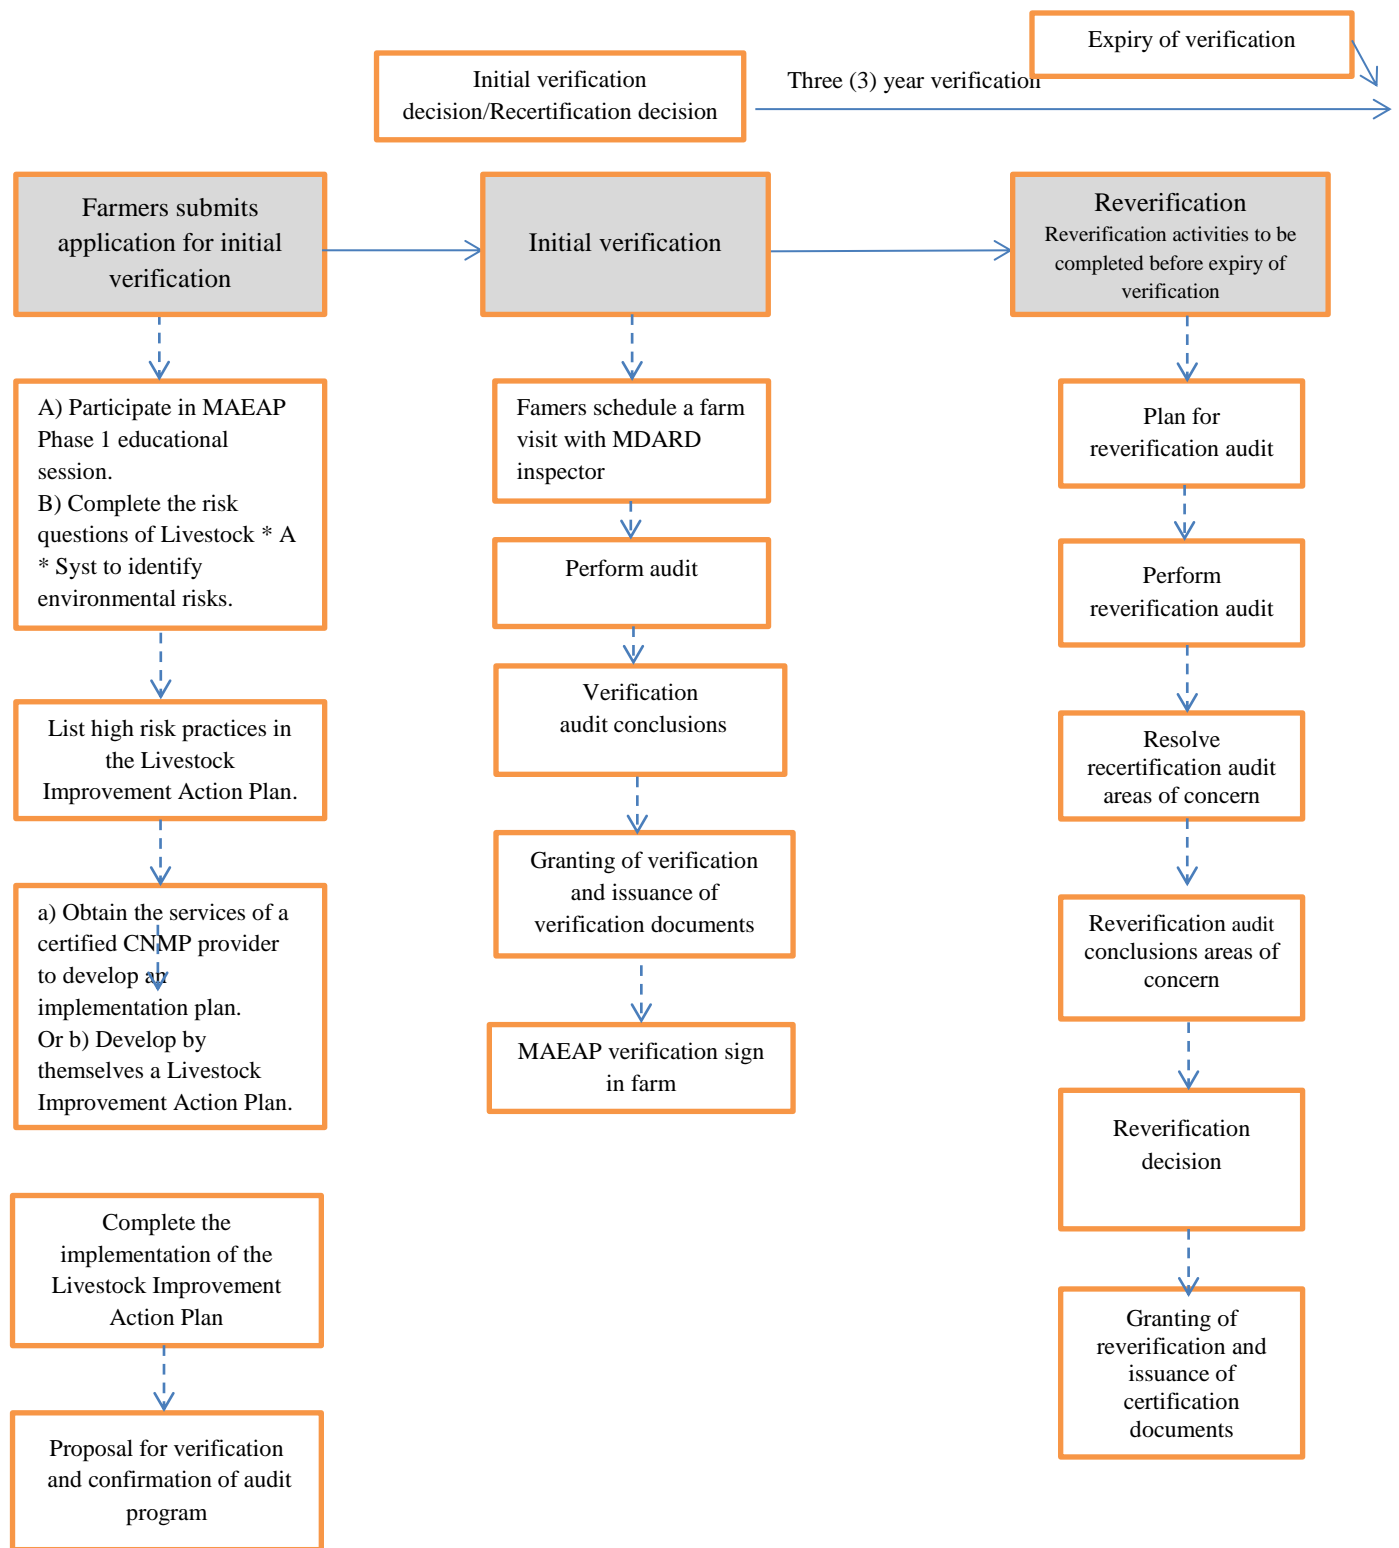 Expiry of verification
Initial verification
decision/Recertification decision
Three (3) year verification
Farmers submits
application for initial
verification
Initial verification
Reverification
Reverification activities to be
completed before expiry of
verification
A) Participate in MAEAP
Phase 1 educational
session.
B) Complete the risk
questions of Livestock * A
* Syst to identify
environmental risks.
List high risk practices in
the Livestock
Improvement Action Plan.
a) Obtain the services of a
certified CNMP provider
to develop an
implementation plan.
Or b) Develop by
themselves a Livestock
Improvement Action Plan.
Complete the
implementation of the
Livestock Improvement
Action Plan
Proposal for verification
and confirmation of audit
program
Famers schedule a farm
visit with MDARD
inspector
Perform audit
Verification
audit conclusions
Granting of verification
and issuance of
verification documents
MAEAP verification sign
in farm
Plan for
reverification audit
Perform
reverification audit
Resolve
recertification audit
areas of concern
Reverification audit
conclusions areas of
concern
Reverification
decision
Granting of
reverification and
issuance of
certification
documents